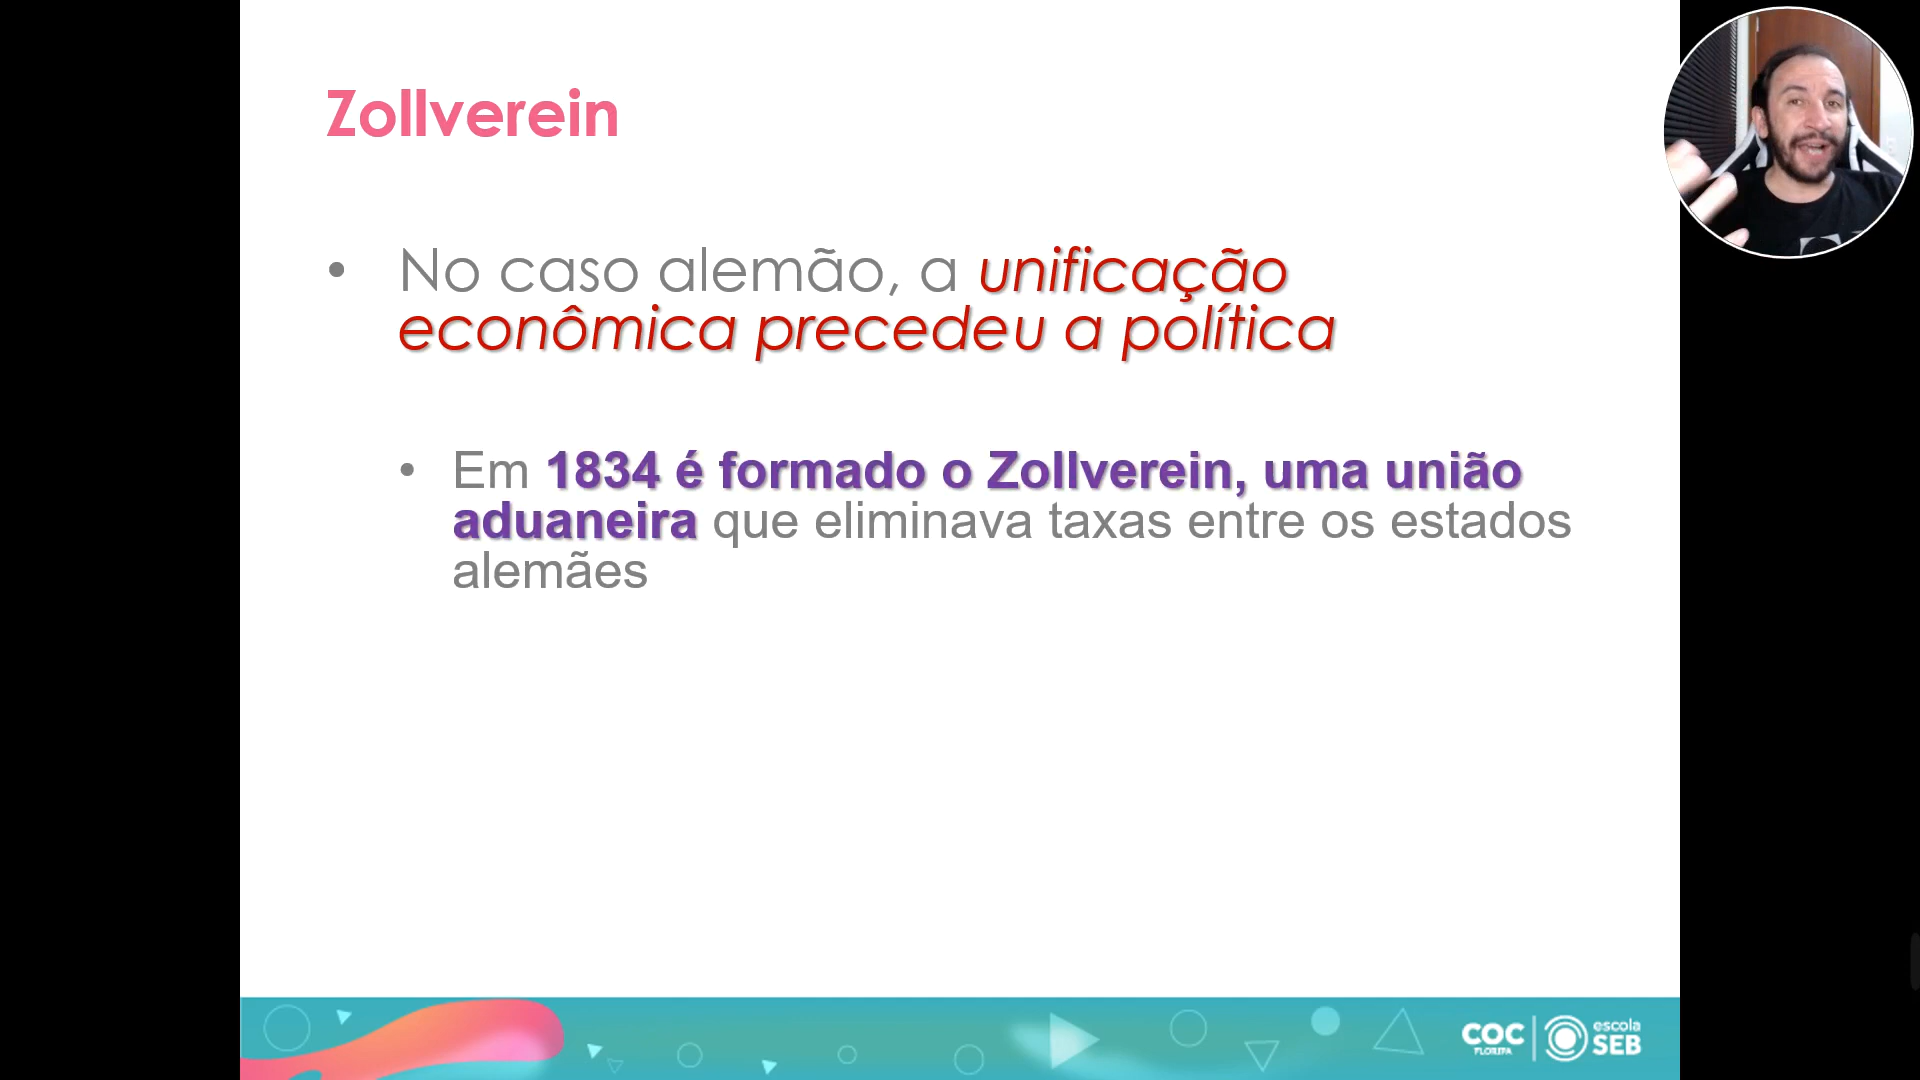 Zollverein
• No caso alemão, a unificação
econômica precedeu a política
• Em 1834 é formado o Zollverein, uma união
aduaneira que eliminava taxas entre os estados
alemães
COC
FLORIPA
escola
SEB